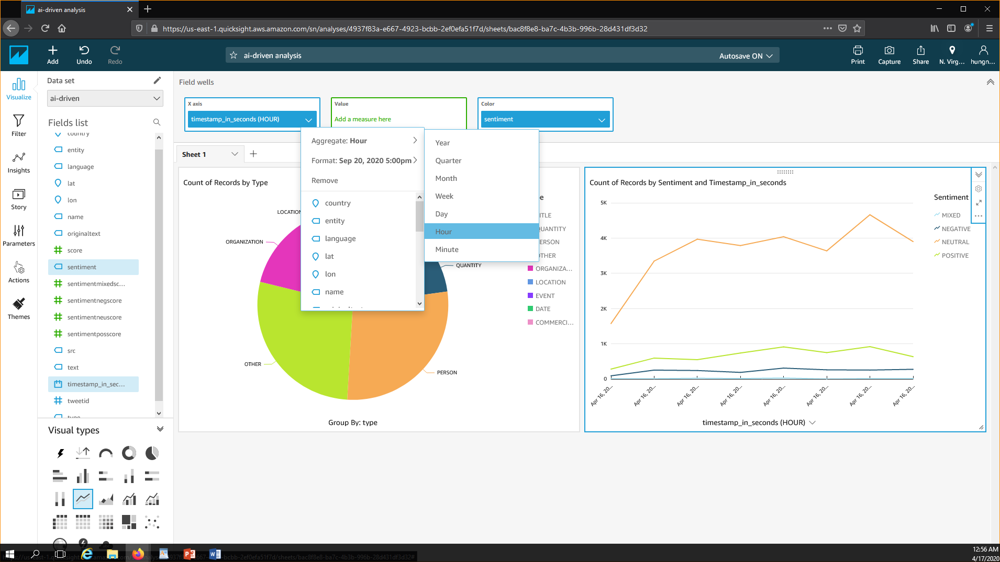 ai-driven analysis
https://us-east-1.quicksight.aws.amazon.com/sn/analyses/4937f83a-e667-4923-bcbb-2ef0efa51f7d/sheets/bac8f8e8-ba7c-4b3b-996b-28d431df3d32
Add
Undo
Redo
ai-driven analysis
Autosave ON
Print
Capture
Share
N. Virg...
hungn...
Visualize
Filter
Insights
Story
Parameters
Actions
Themes
Data set
ai-driven
Fields list
country
entity
language
lat
lon
name
originaltext
score
sentiment
sentimentmixedsc...
sentimentnegscore
sentimentneuscore
sentimentposscore
src
text
timestamp_in_sec...
tweetid
type
Visual types
Field wells
X axis
timestamp_in_seconds (HOUR)
Value
Add a measure here
Color
sentiment
Sheet 1
Aggregate: Hour
Format: Sep 20, 2020 5:00pm
Remove
country
entity
language
lat
lon
name
Year
Quarter
Month
Week
Day
Hour
Minute
Count of Records by Type
LOCATION
ORGANIZATION
QUANTITY
OTHER
PERSON
Group By: type
ORGANIZA...
LOCATION
EVENT
DATE
COMMERCI...
Count of Records by Sentiment and Timestamp_in_seconds
5K
4K
3K
2K
1K
0
Apr 16, 20...
Apr 16, 20...
Apr 16, 20...
Apr 16, 20...
Apr 16, 20...
Apr 16, 20...
Apr 16, 20...
Apr 16, 20...
timestamp_in_seconds (HOUR)
Sentiment
MIXED
NEGATIVE
NEUTRAL
POSITIVE
12:56 AM
4/17/2020